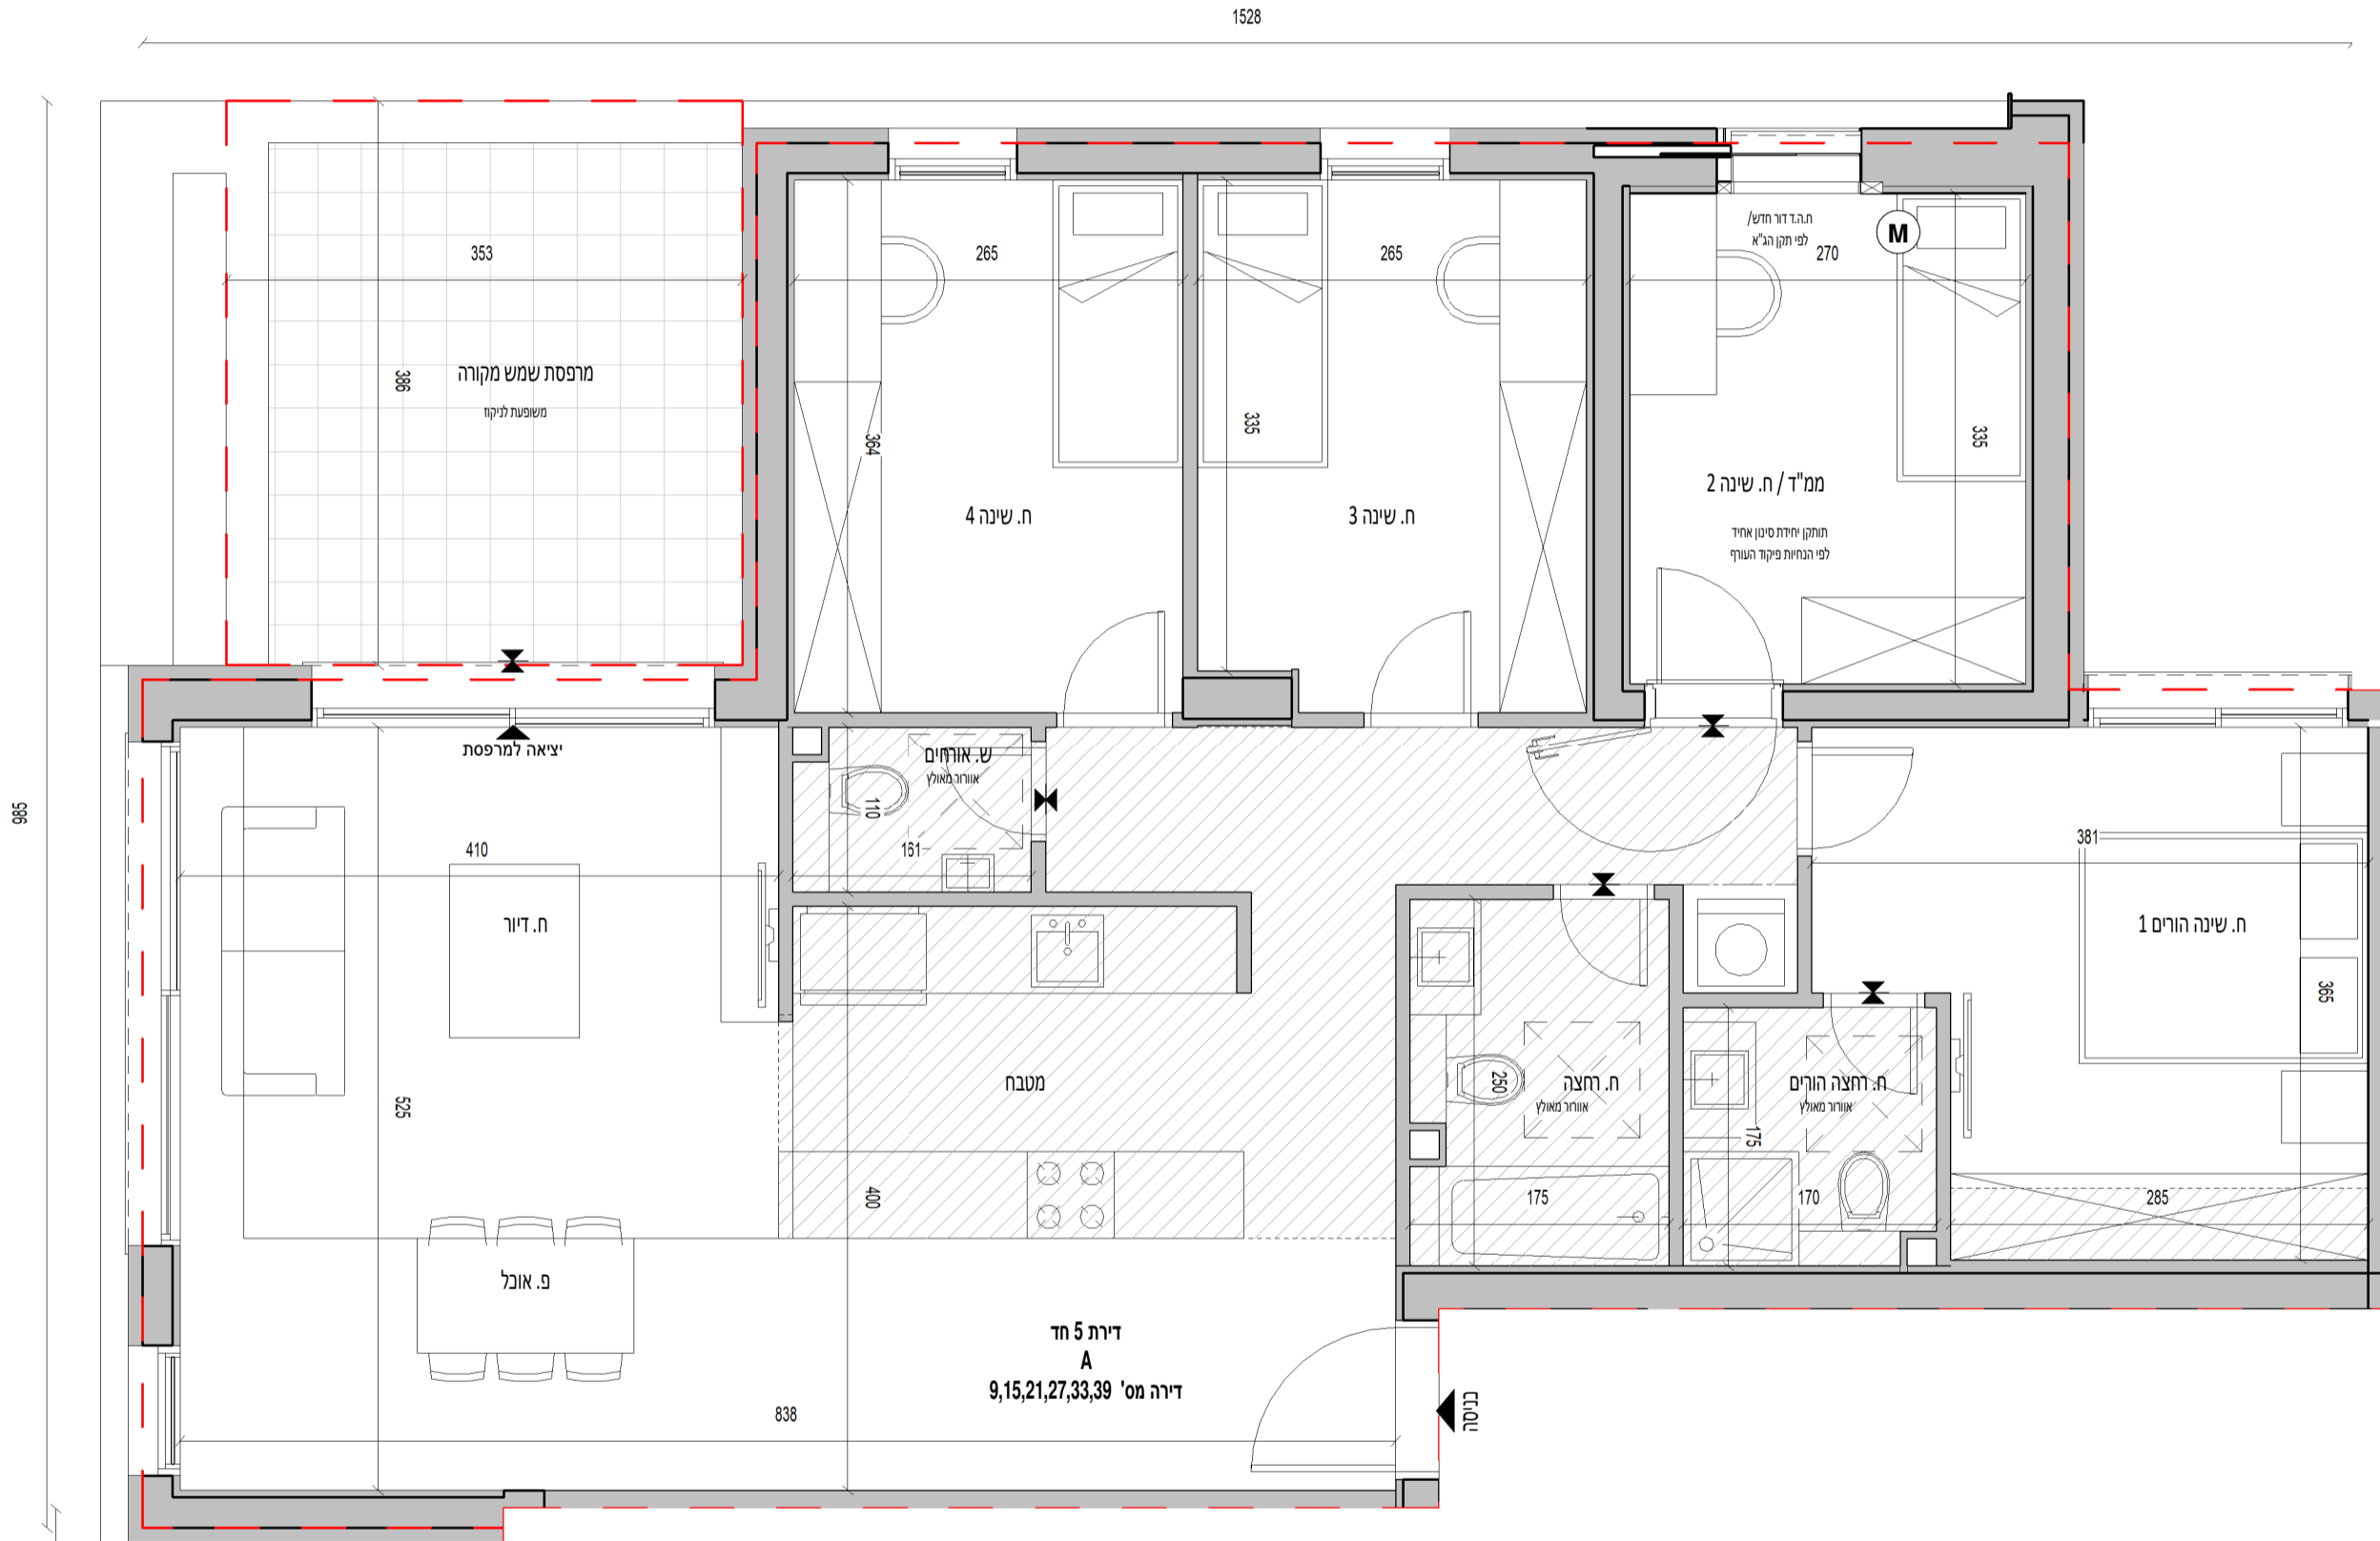 1528
986
353
386
מרפסת שמש מקורה
משופעת לניקוז
265
364
ח. שינה 4
265
335
ח. שינה 3
ח.ה.ד דור חדש/
לפי תקן הג"א
270
M
335
ממ"ד / ח. שינה 2
תותקן יחידת סינון אחיד
לפי הנחיות פיקוד העורף
יציאה למרפסת
ש. אורחים
אוורור מאולץ
110
161
410
ח. דיור
525
381
ח. שינה הורים 1
365
מטבח
400
250
ח. רחצה
אוורור מאולץ
175
ח. רחצה הורים
אוורור מאולץ
175
170
285
פ. אוכל
דירת 5 חד
A
דירה מס' 9,15,21,27,33,39
838
כניסה